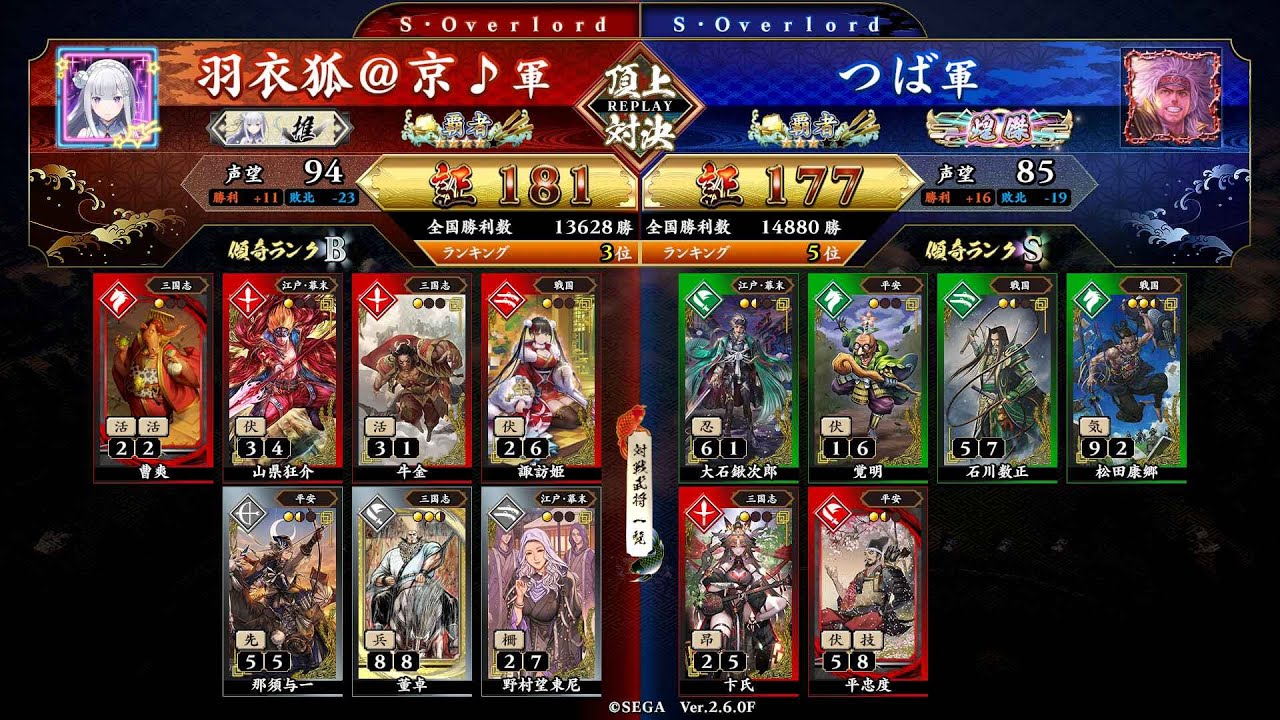 S・Overlord
S・Overlord
羽衣狐@京♪軍
頂上
REPLAY
対決
つば軍
推
覇者
覇者
煌傑
声望 94
勝利 +11 敗北 -23
証 181
証 177
声望 85
勝利 +16 敗北 -19
全国勝利数 13628勝
全国勝利数 14880勝
傾奇ランク B
ランキング 3位
ランキング 5位
傾奇ランク S
三国志
活 活
2 2
曹爽
江戸・幕末
伏
3 4
山県狂介
三国志
活
3 1
牛金
戦国
伏
2 6
諏訪姫
平安
先
5 5
那須与一
三国志
兵
8 8
董卓
江戸・幕末
柵
2 7
野村望東尼
対戦武将一覧
江戸・幕末
忍
6 1
大石鍬次郎
平安
伏
1 6
覚明
戦国
5 7
石川数正
戦国
気
9 2
松田康郷
三国志
昂
2 5
卞氏
平安
伏 技
5 8
平忠度
©SEGA Ver.2.6.0F